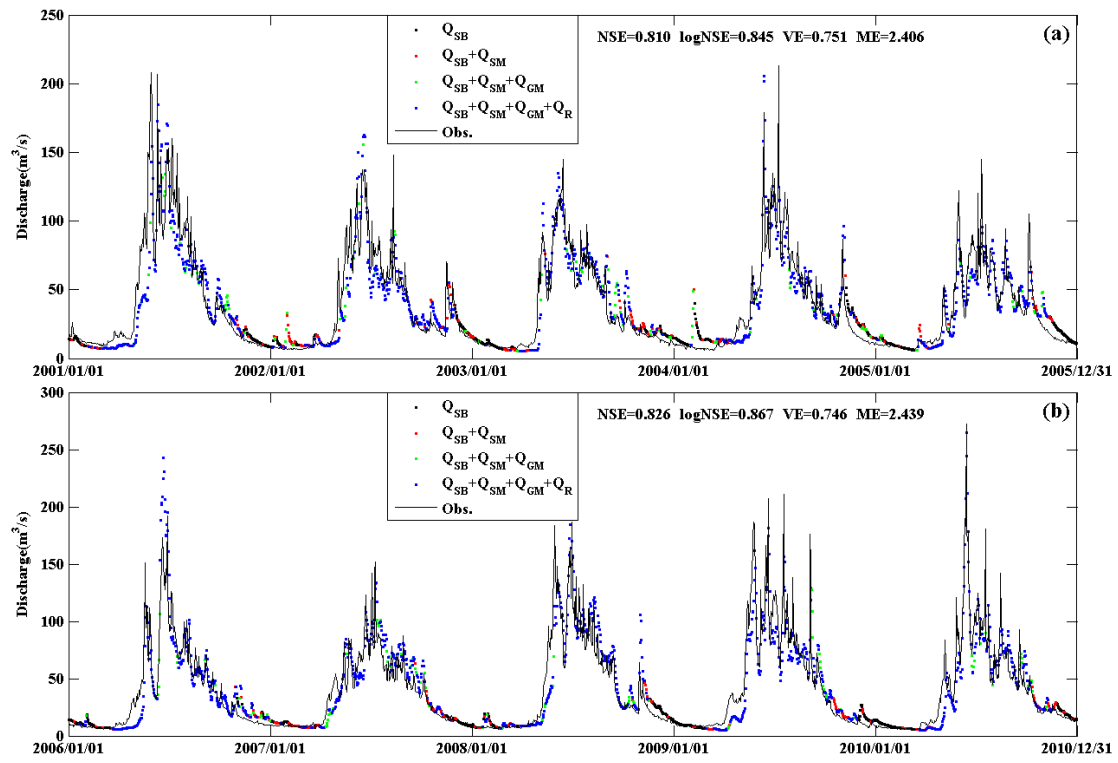 250
200
150
100
50
0
Discharge(m³/s)
Q_SB
Q_SB+Q_SM
Q_SB+Q_SM+Q_GM
Q_SB+Q_SM+Q_GM+Q_R
Obs.
NSE=0.810 logNSE=0.845 VE=0.751 ME=2.406
(a)
2001/01/01 2002/01/01 2003/01/01 2004/01/01 2005/01/01 2005/12/31
300
250
200
150
100
50
0
Discharge(m³/s)
Q_SB
Q_SB+Q_SM
Q_SB+Q_SM+Q_GM
Q_SB+Q_SM+Q_GM+Q_R
Obs.
NSE=0.826 logNSE=0.867 VE=0.746 ME=2.439
(b)
2006/01/01 2007/01/01 2008/01/01 2009/01/01 2010/01/01 2010/12/31